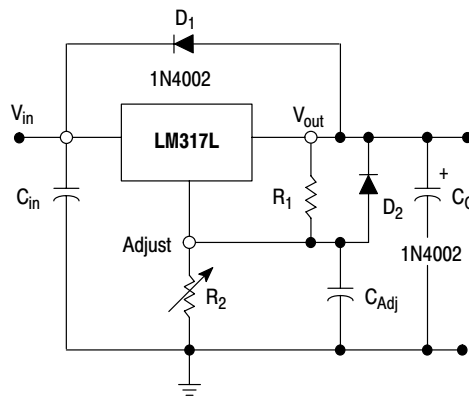 D1
1N4002
Vin
LM317L
Vout
Cin
R1
D2
+
CO
Adjust
1N4002
R2
CAdj